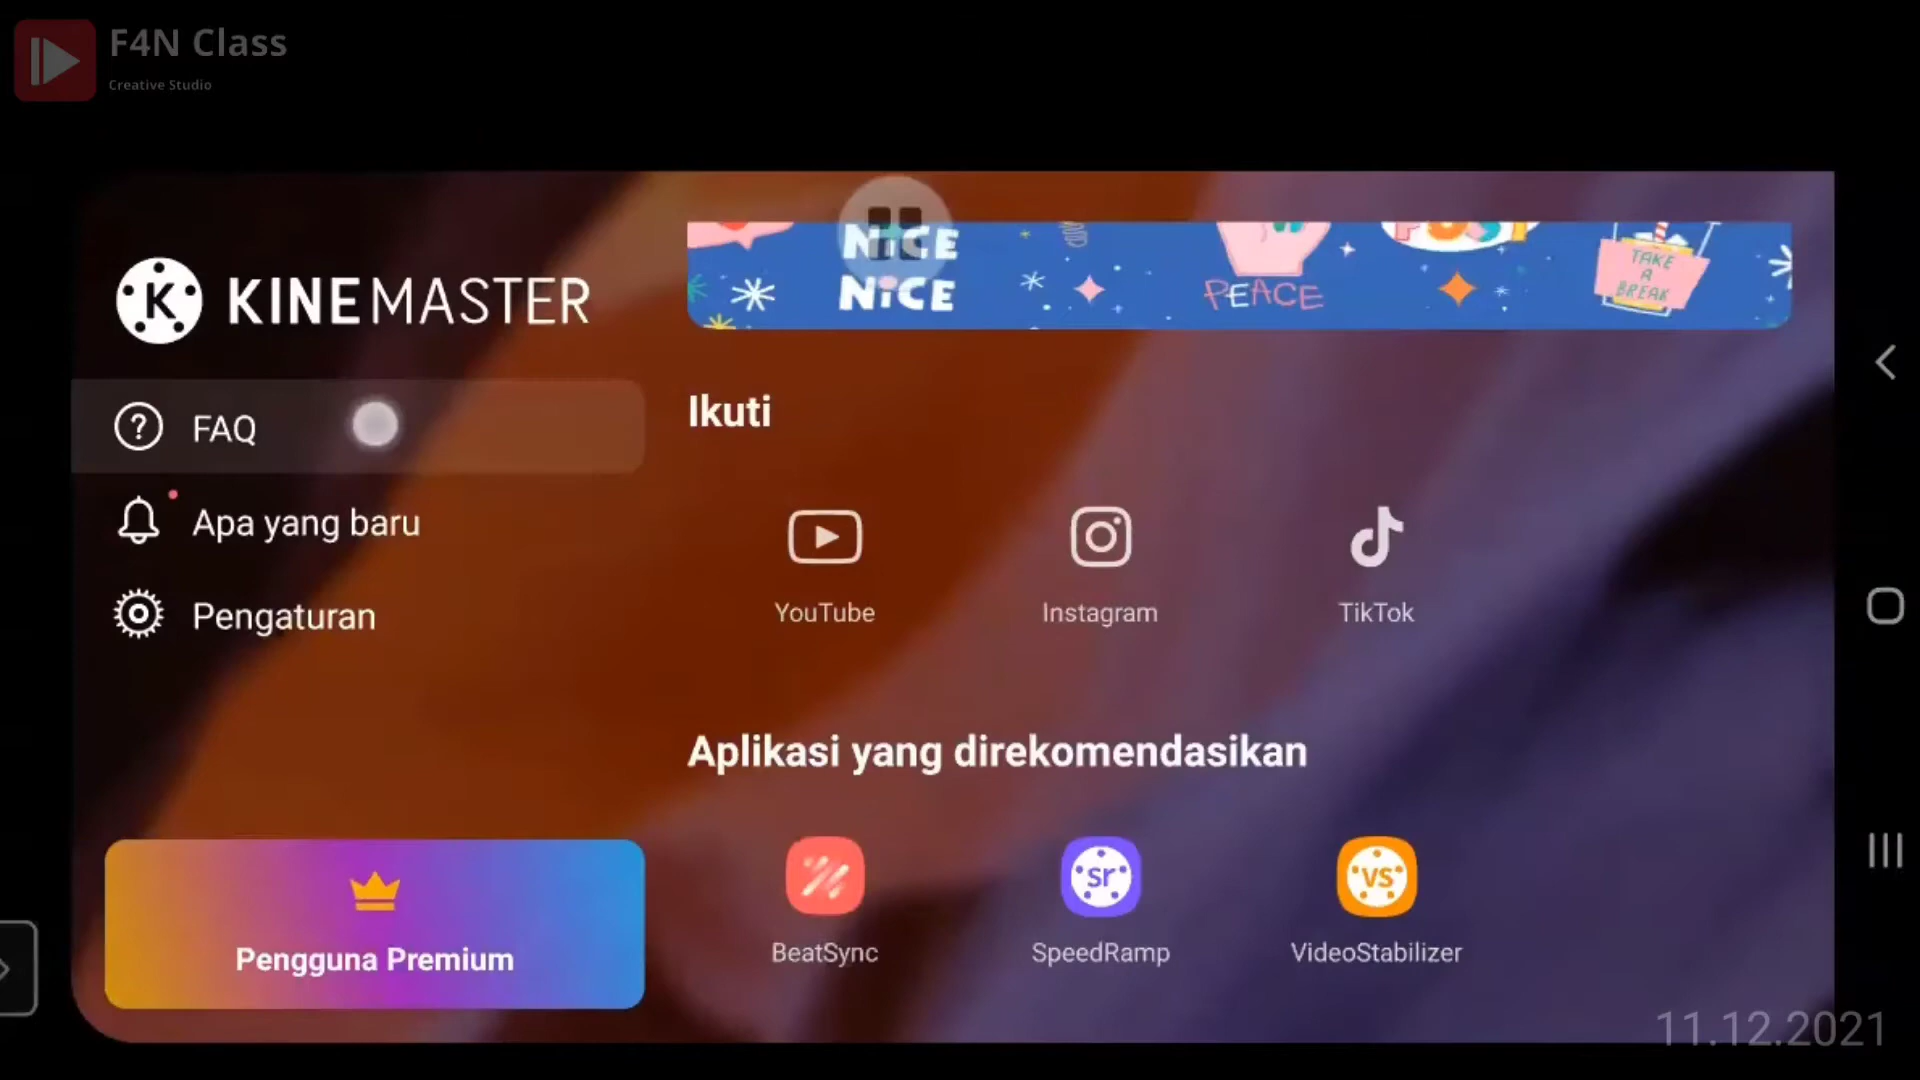 F4N Class
Creative Studio
KINEMASTER
FAQ
Apa yang baru
Pengaturan
Pengguna Premium
NiCE
NiCE
PEACE
TAKE
A
BREAK
Ikuti
YouTube
Instagram
TikTok
Aplikasi yang direkomendasikan
sr
vs
BeatSync
SpeedRamp
VideoStabilizer
11.12.2021